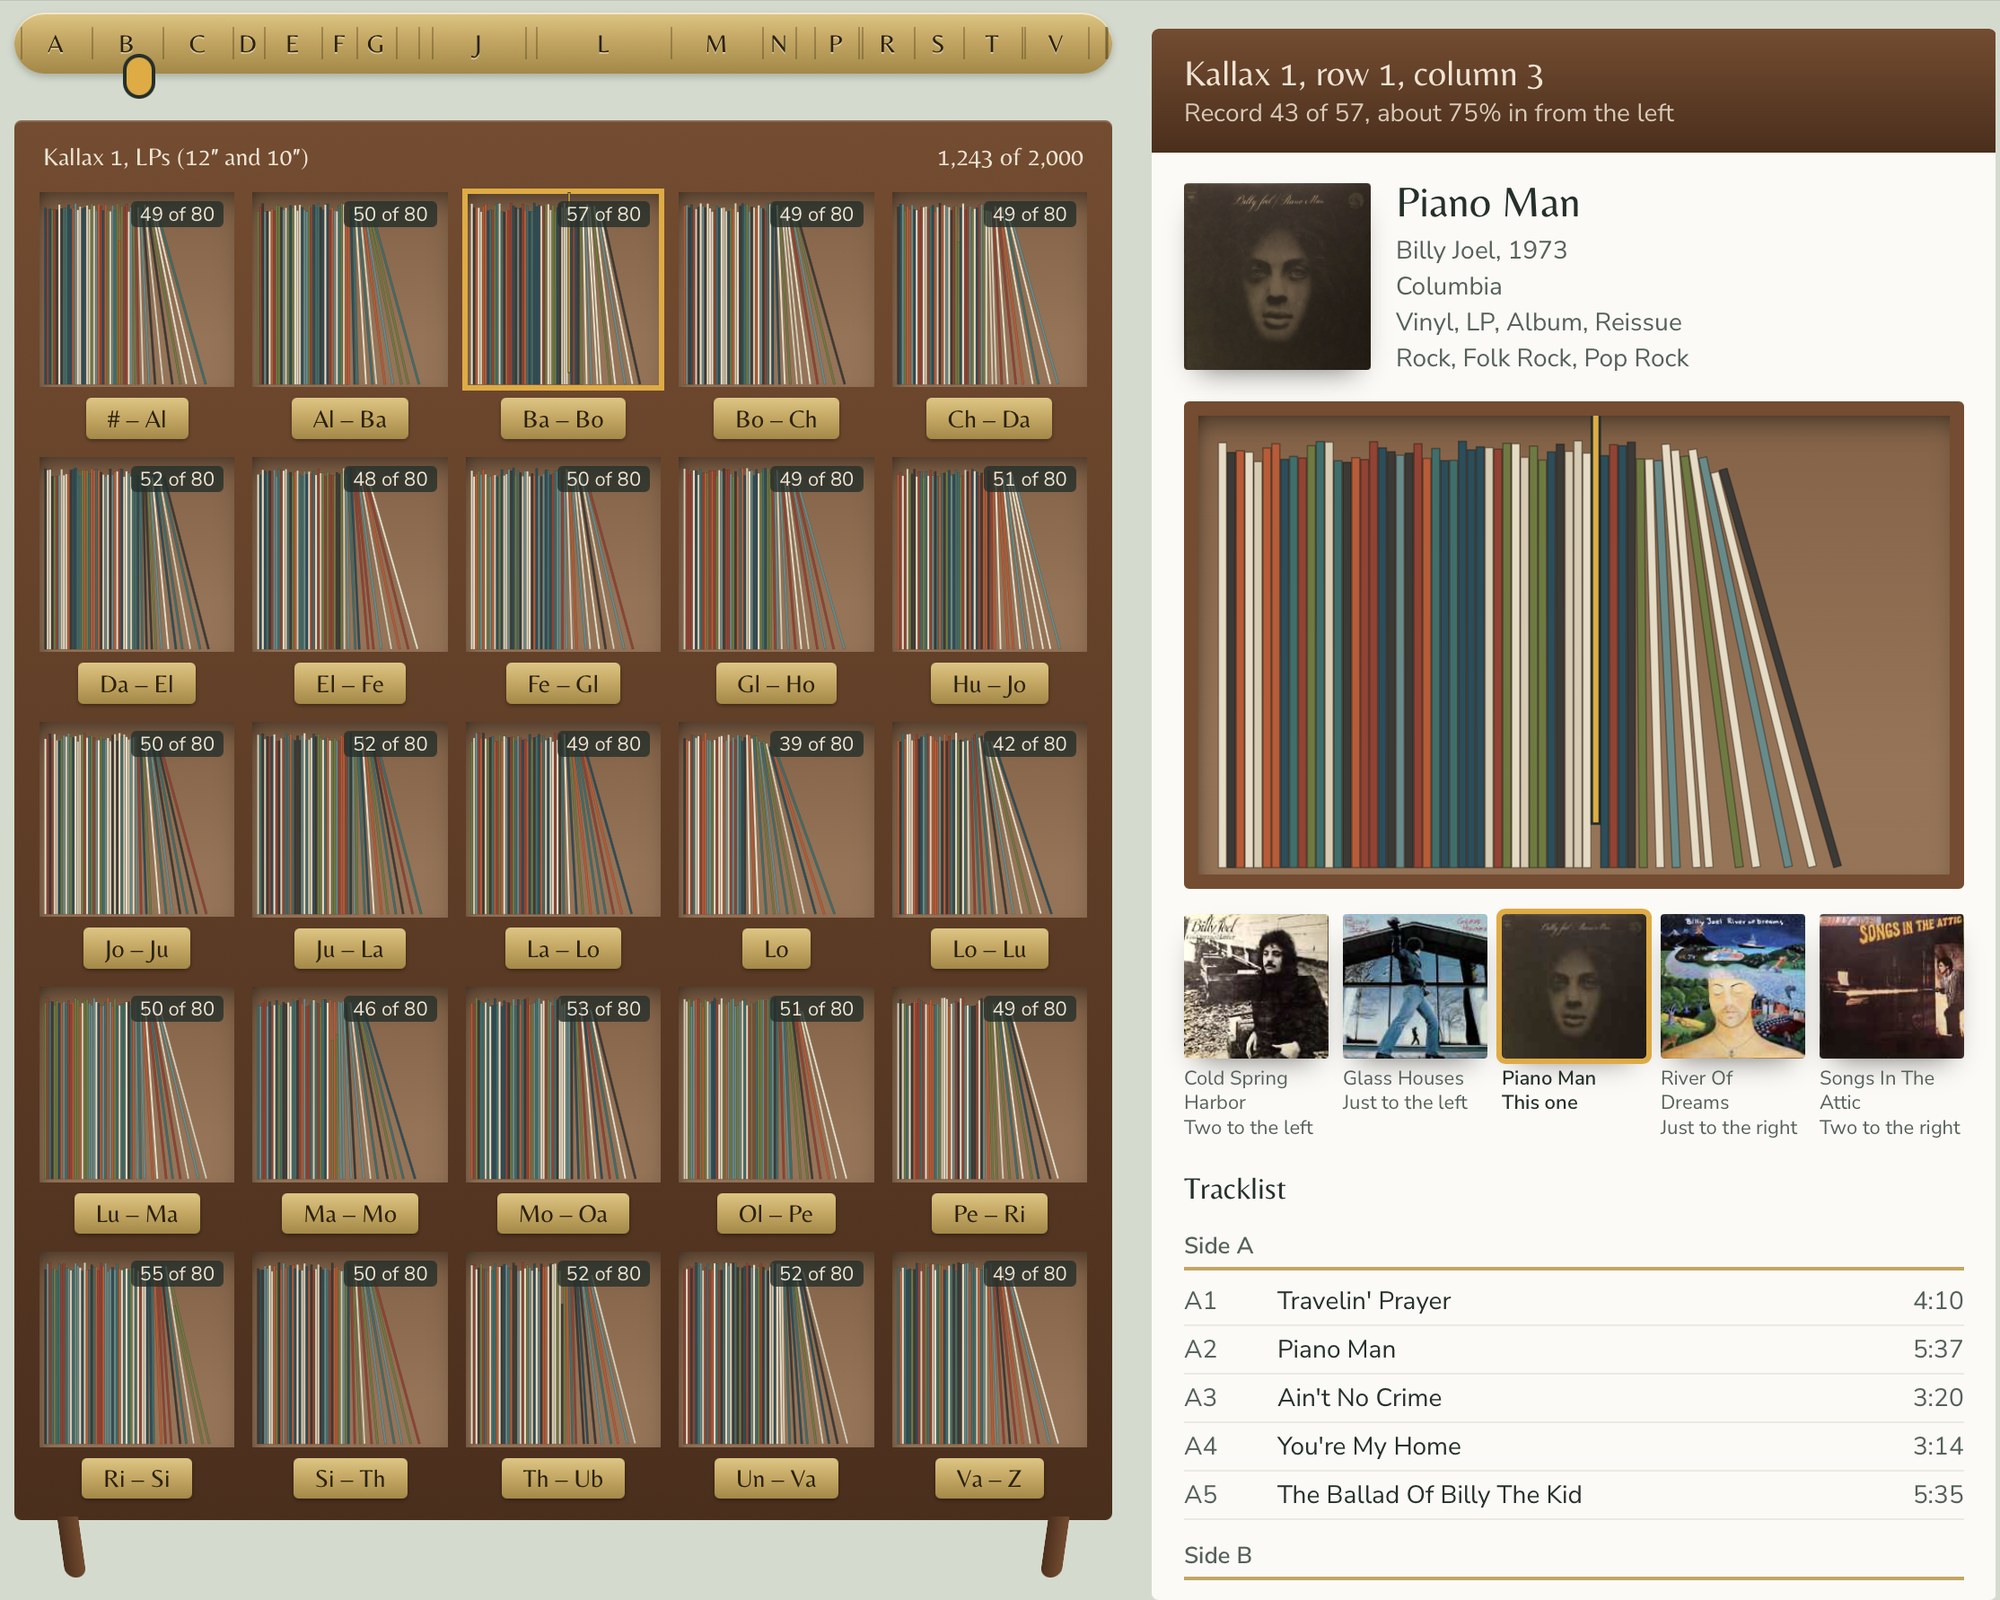 A B C D E F G J L M N P R S T V
Kallax 1, LPs (12" and 10")
1,243 of 2,000
49 of 80
50 of 80
57 of 80
49 of 80
49 of 80
# – Al
Al – Ba
Ba – Bo
Bo – Ch
Ch – Da
52 of 80
48 of 80
50 of 80
49 of 80
51 of 80
Da – El
El – Fe
Fe – Gl
Gl – Ho
Hu – Jo
50 of 80
52 of 80
49 of 80
39 of 80
42 of 80
Jo – Ju
Ju – La
La – Lo
Lo
Lo – Lu
50 of 80
46 of 80
53 of 80
51 of 80
49 of 80
Lu – Ma
Ma – Mo
Mo – Oa
Ol – Pe
Pe – Ri
55 of 80
50 of 80
52 of 80
52 of 80
49 of 80
Ri – Si
Si – Th
Th – Ub
Un – Va
Va – Z
Kallax 1, row 1, column 3
Record 43 of 57, about 75% in from the left
Billy Joel Piano Man
Piano Man
Billy Joel, 1973
Columbia
Vinyl, LP, Album, Reissue
Rock, Folk Rock, Pop Rock
Billy Joel
Billy Joel River of Dreams
SONGS IN THE ATTIC
Cold Spring
Harbor
Two to the left
Glass Houses
Just to the left
Piano Man
This one
River Of
Dreams
Just to the right
Songs In The
Attic
Two to the right
Tracklist
Side A
A1 Travelin' Prayer 4:10
A2 Piano Man 5:37
A3 Ain't No Crime 3:20
A4 You're My Home 3:14
A5 The Ballad Of Billy The Kid 5:35
Side B